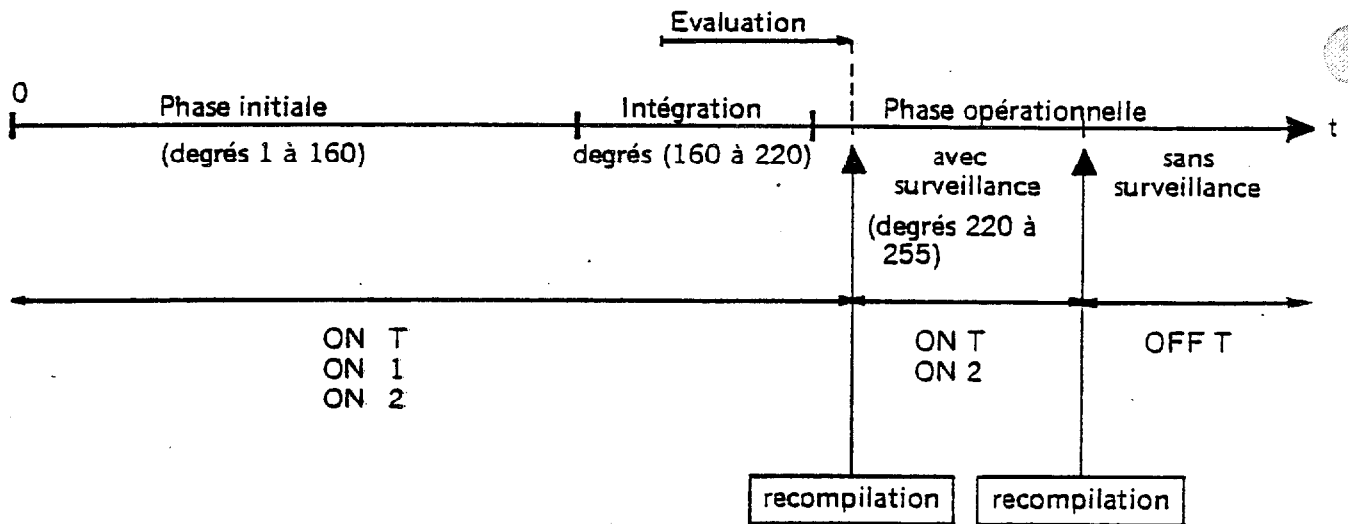 Evaluation
0
Phase initiale
Intégration
Phase opérationnelle
t
(degrés 1 à 160)
degrés (160 à 220)
avec
surveillance
sans
surveillance
(degrés 220 à
255)
ON T
ON 1
ON 2
ON T
ON 2
OFF T
recompilation
recompilation